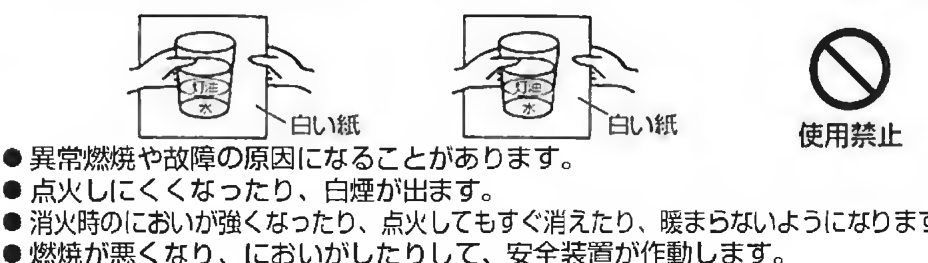 灯油
水
白い紙
灯油
水
白い紙
使用禁止
● 異常燃焼や故障の原因になることがあります。
● 点火しにくくなったり、白煙が出ます。
● 消火時のにおいが強くなったり、点火してもすぐ消えたり、暖まらないようになります
● 燃焼が悪くなり、においがしたりして、安全装置が作動します。